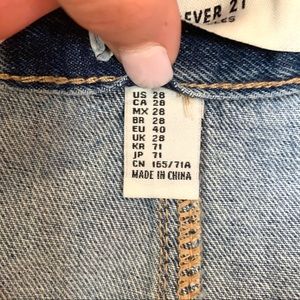 EVER 21
US 28
CA 28
MX 28
BR 28
EU 40
UK 28
KR 71
JP 71
CN 165/71A
MADE IN CHINA